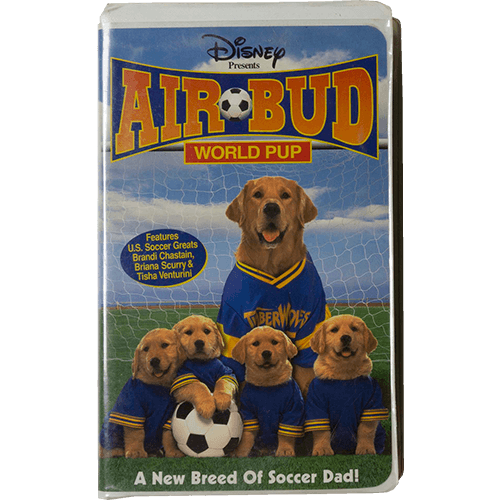 Disney
Presents
AIR BUD
WORLD PUP
Features
U.S. Soccer Greats
Brandi Chastain,
Briana Scurry &
Tisha Venturini
TIMBERWOLVES
A New Breed Of Soccer Dad!